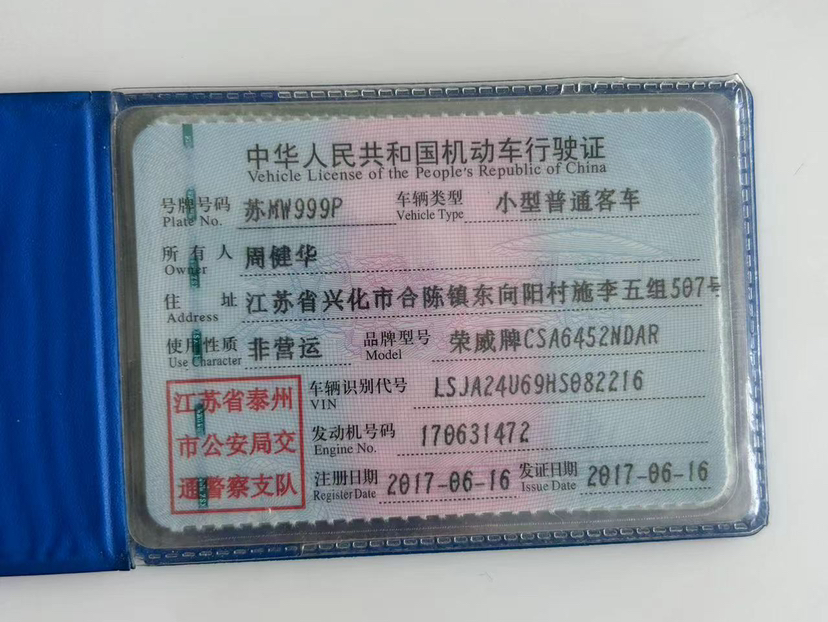 中华人民共和国机动车行驶证
Vehicle License of the People's Republic of China
号牌号码 苏MW999P 车辆类型 小型普通客车
Plate No. Vehicle Type
所有人 周健华
Owner
住址 江苏省兴化市合陈镇东向阳村施李五组507号
Address
使用性质 非营运 品牌型号 荣威牌CSA6452NDAR
Use Character Model
江苏省泰州
市公安局交
通警察支队
车辆识别代号 LSJA24U69HS082216
VIN
发动机号码 170631472
Engine No.
注册日期 2017-06-16 发证日期 2017-06-16
Register Date Issue Date